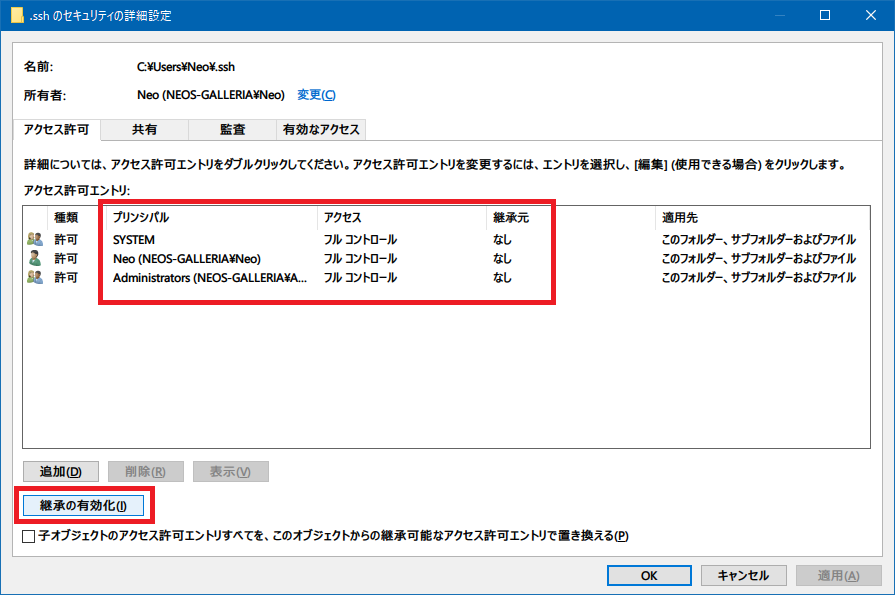 .ssh のセキュリティの詳細設定
名前: C:¥Users¥Neo¥.ssh
所有者: Neo (NEOS-GALLERIA¥Neo) 変更(C)
アクセス許可 共有 監査 有効なアクセス
詳細については、アクセス許可エントリをダブルクリックしてください。アクセス許可エントリを変更するには、エントリを選択し、[編集] (使用できる場合) をクリックします。
アクセス許可エントリ:
種類 プリンシパル アクセス 継承元 適用先
許可 SYSTEM フル コントロール なし このフォルダー、サブフォルダーおよびファイル
許可 Neo (NEOS-GALLERIA¥Neo) フル コントロール なし このフォルダー、サブフォルダーおよびファイル
許可 Administrators (NEOS-GALLERIA¥A... フル コントロール なし このフォルダー、サブフォルダーおよびファイル
追加(D) 削除(R) 表示(V)
継承の有効化(I)
子オブジェクトのアクセス許可エントリすべてを、このオブジェクトからの継承可能なアクセス許可エントリで置き換える(P)
OK キャンセル 適用(A)